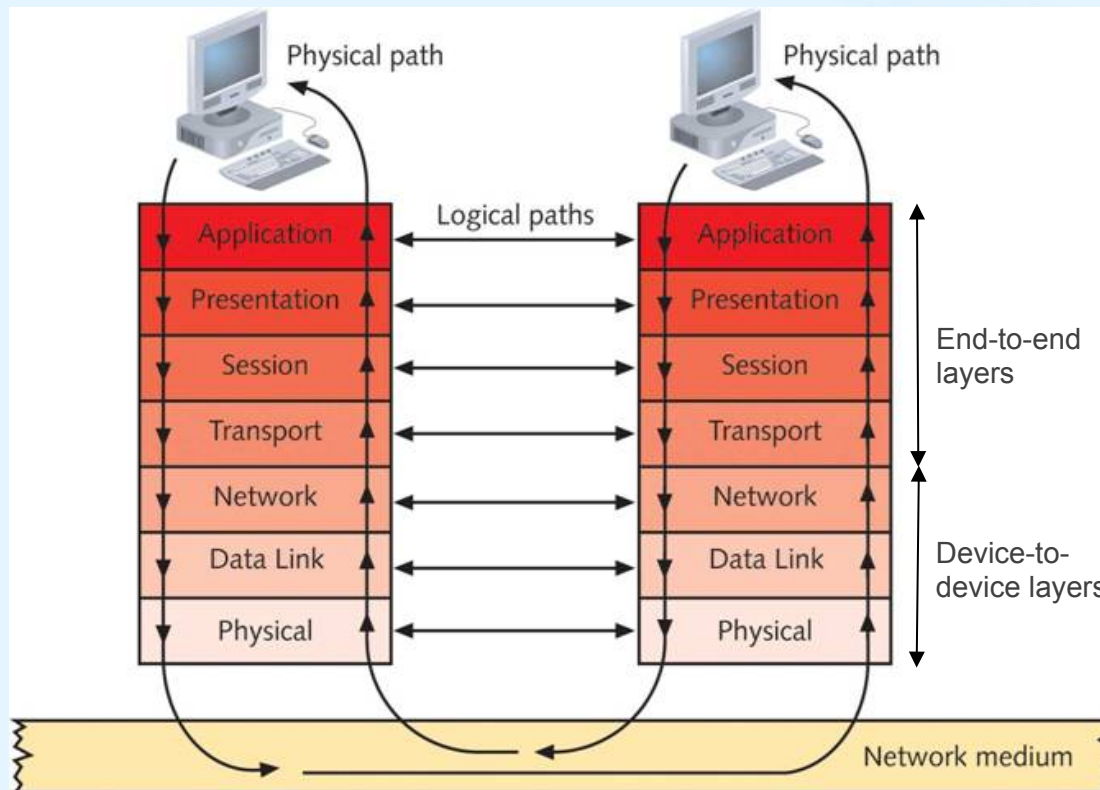 Physical path
Physical path
Logical paths
Application
Application
Presentation
Presentation
Session
Session
End-to-end
layers
Transport
Transport
Network
Network
Data Link
Data Link
Device-to-
device layers
Physical
Physical
Network medium